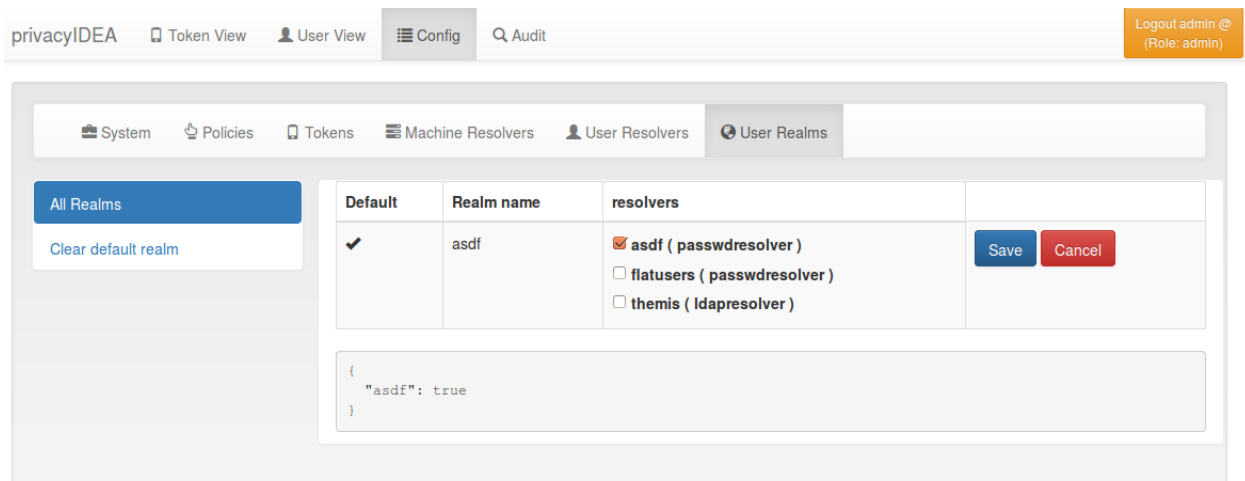 privacyIDEA Token View User View Config Audit Logout admin @
(Role: admin)
System Policies Tokens Machine Resolvers User Resolvers User Realms
All Realms
Clear default realm
Default Realm name resolvers
asdf asdf ( passwdresolver ) Save Cancel
flatusers ( passwdresolver )
themis ( ldapresolver )
{
"asdf": true
}